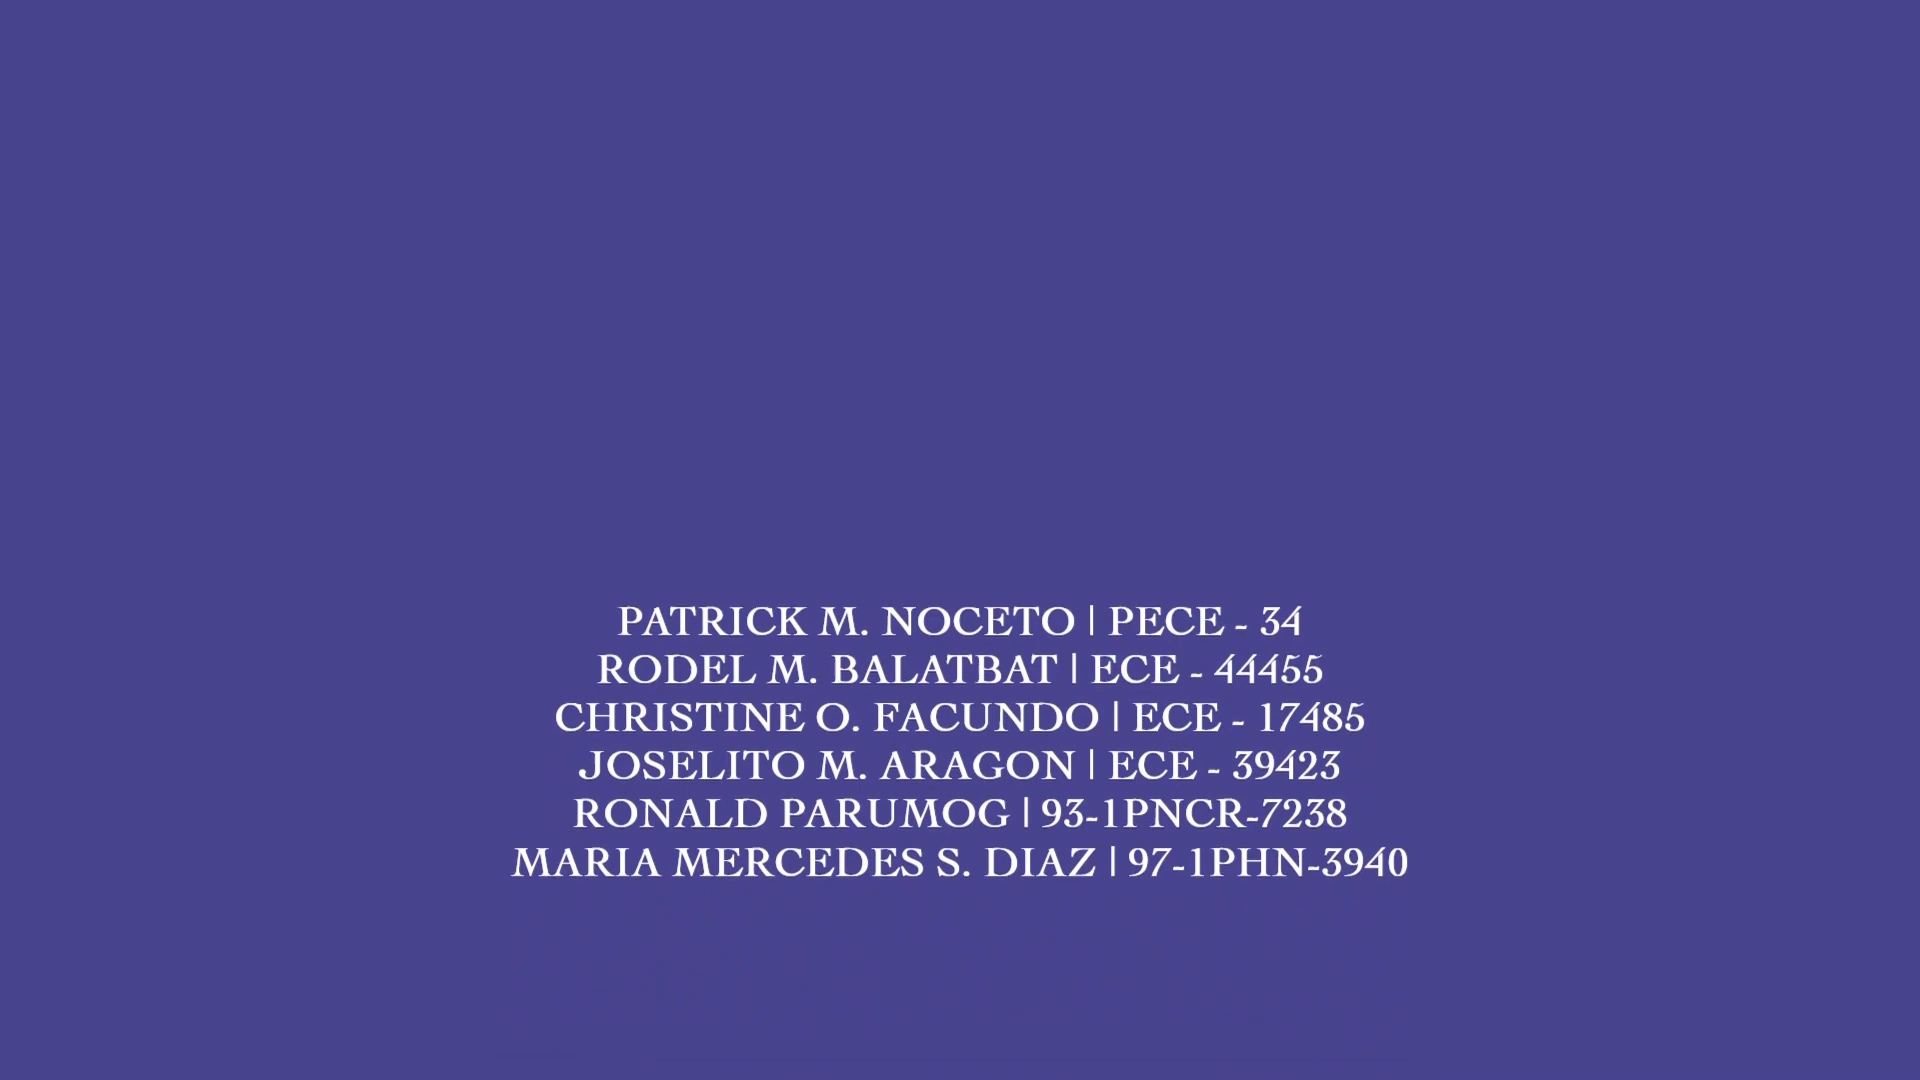 PATRICK M. NOCETO | PECE - 34
RODEL M. BALATBAT | ECE - 44455
CHRISTINE O. FACUNDO | ECE - 17485
JOSELITO M. ARAGON | ECE - 39423
RONALD PARUMOG | 93-1PNCR-7238
MARIA MERCEDES S. DIAZ | 97-1PHN-3940